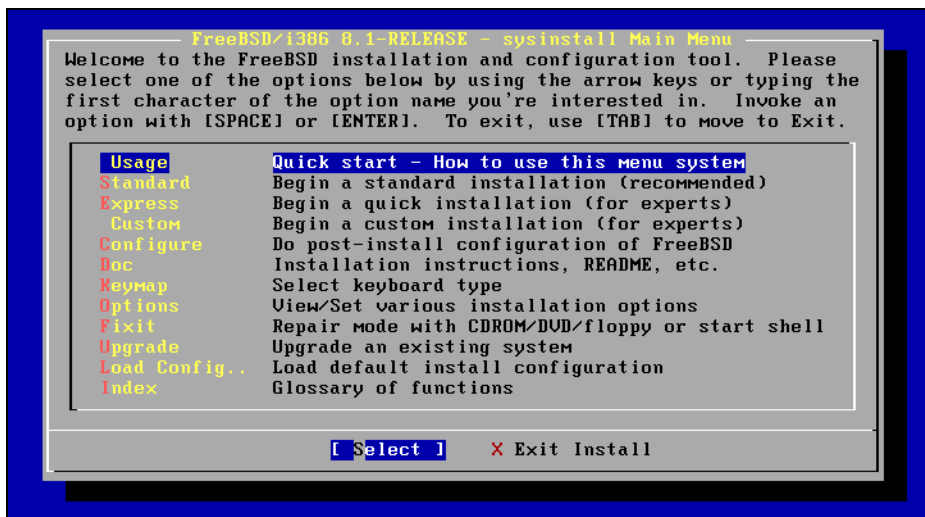 FreeBSD/i386 8.1-RELEASE - sysinstall Main Menu
Welcome to the FreeBSD installation and configuration tool.  Please
select one of the options below by using the arrow keys or typing the
first character of the option name you're interested in.  Invoke an
option with [SPACE] or [ENTER].  To exit, use [TAB] to move to Exit.
Usage Quick start - How to use this menu system
Standard Begin a standard installation (recommended)
Express Begin a quick installation (for experts)
Custom Begin a custom installation (for experts)
Configure Do post-install configuration of FreeBSD
Doc Installation instructions, README, etc.
Keymap Select keyboard type
Options View/Set various installation options
Fixit Repair mode with CDROM/DVD/floppy or start shell
Upgrade Upgrade an existing system
Load Config.. Load default install configuration
Index Glossary of functions
[ Select ] X Exit Install